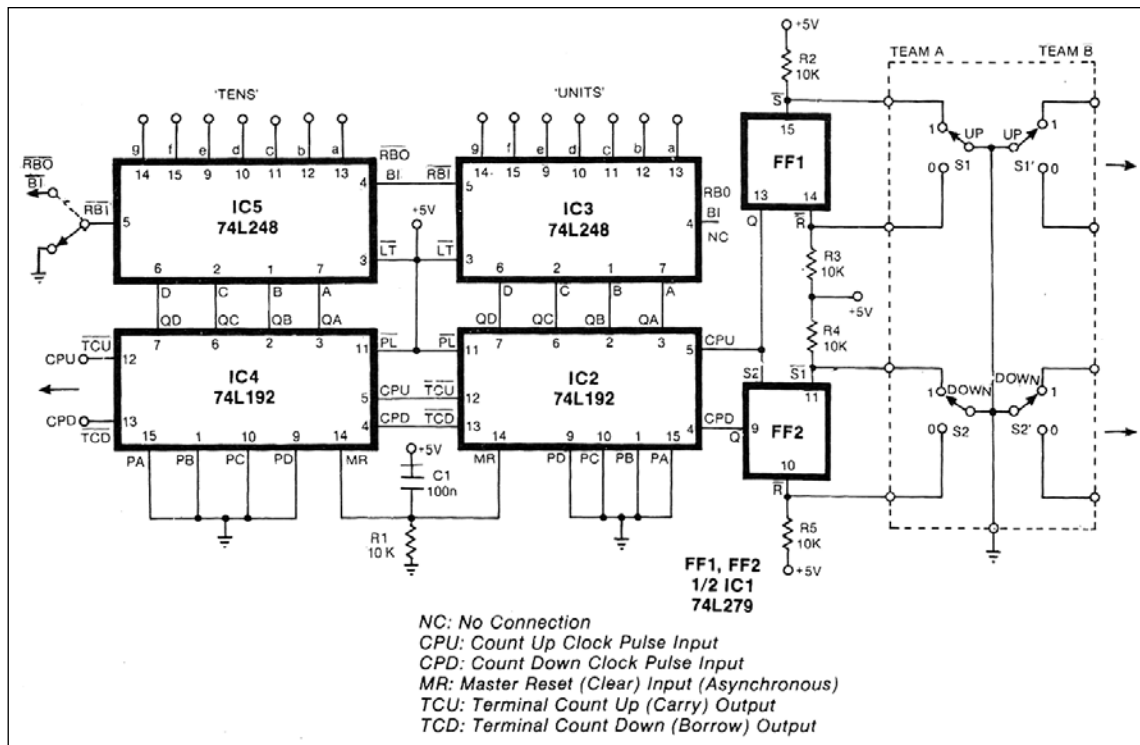 +5V
R2
10K
TEAM A
TEAM B
'TENS'
'UNITS'
S
g f e d c b a
14 15 9 10 11 12 13
RBO
BI
RBI
g f e d c b a
14 15 9 10 11 12 13
15
FF1
13 14
Q
R
1 UP UP 1
0 S1 S1' 0
RBO
BI
RBI
5
IC5
74L248
4
3
LT
+5V
LT
5
3
IC3
74L248
RB0
4 BI
NC
R3
10K
+5V
R4
10K
6 2 1 7
D C B A
QD QC QB QA
7 6 2 3
6 2 1 7
D C B A
QD QC QB QA
7 6 2 3
TCU
CPU
12
CPD
13
TCD
IC4
74L192
11
5
4
PL
PL
CPU
TCU
CPD
TCD
11
12
13
IC2
74L192
5
4
CPU
CPD
S2
S1
11
9
Q
FF2
10
R
1 DOWN DOWN 1
0 S2 S2' 0
15 1 10 9 14
PA PB PC PD MR
+5V
C1
100n
R1
10K
14 9 10 1 15
MR PD PC PB PA
R5
10K
+5V
FF1, FF2
1/2 IC1
74L279
NC: No Connection
CPU: Count Up Clock Pulse Input
CPD: Count Down Clock Pulse Input
MR: Master Reset (Clear) Input (Asynchronous)
TCU: Terminal Count Up (Carry) Output
TCD: Terminal Count Down (Borrow) Output